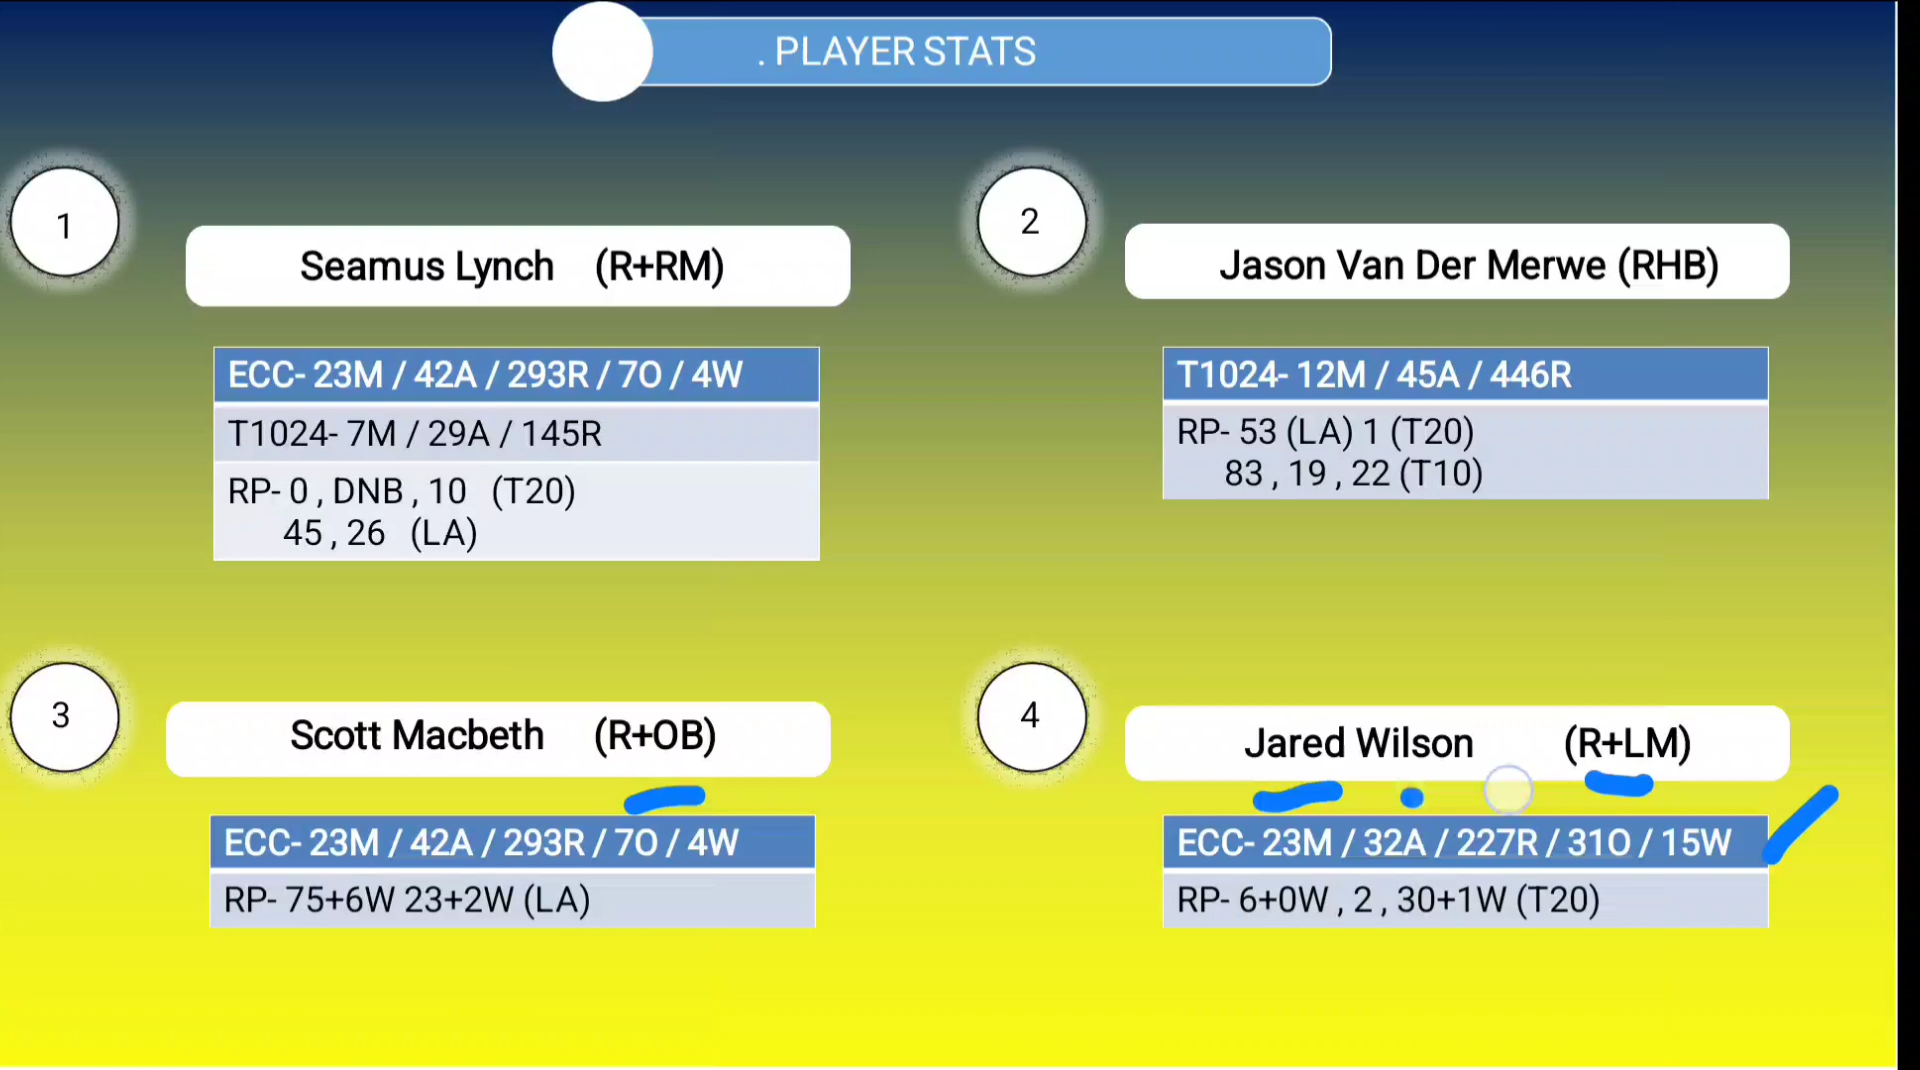 . PLAYER STATS
1
Seamus Lynch (R+RM)
ECC- 23M / 42A / 293R / 7O / 4W
T1024- 7M / 29A / 145R
RP- 0 , DNB , 10 (T20)
45 , 26 (LA)
2
Jason Van Der Merwe (RHB)
T1024- 12M / 45A / 446R
RP- 53 (LA) 1 (T20)
83 , 19 , 22 (T10)
3
Scott Macbeth (R+OB)
ECC- 23M / 42A / 293R / 7O / 4W
RP- 75+6W 23+2W (LA)
4
Jared Wilson (R+LM)
ECC- 23M / 32A / 227R / 31O / 15W
RP- 6+0W , 2 , 30+1W (T20)